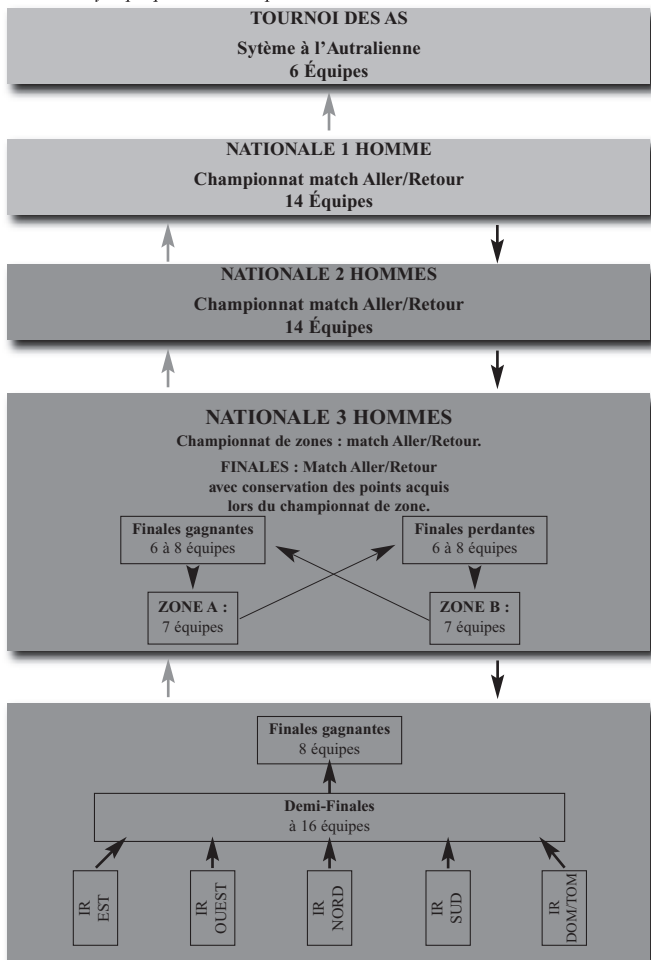 TOURNOI DES AS
Sytème à l'Autralienne
6 Équipes
NATIONALE 1 HOMME
Championnat match Aller/Retour
14 Équipes
NATIONALE 2 HOMMES
Championnat match Aller/Retour
14 Équipes
NATIONALE 3 HOMMES
Championnat de zones : match Aller/Retour.
FINALES : Match Aller/Retour
avec conservation des points acquis
lors du championnat de zone.
Finales gagnantes
6 à 8 équipes
Finales perdantes
6 à 8 équipes
ZONE A :
7 équipes
ZONE B :
7 équipes
Finales gagnantes
8 équipes
Demi-Finales
à 16 équipes
IR
EST
IR
OUEST
IR
NORD
IR
SUD
IR
DOM/TOM